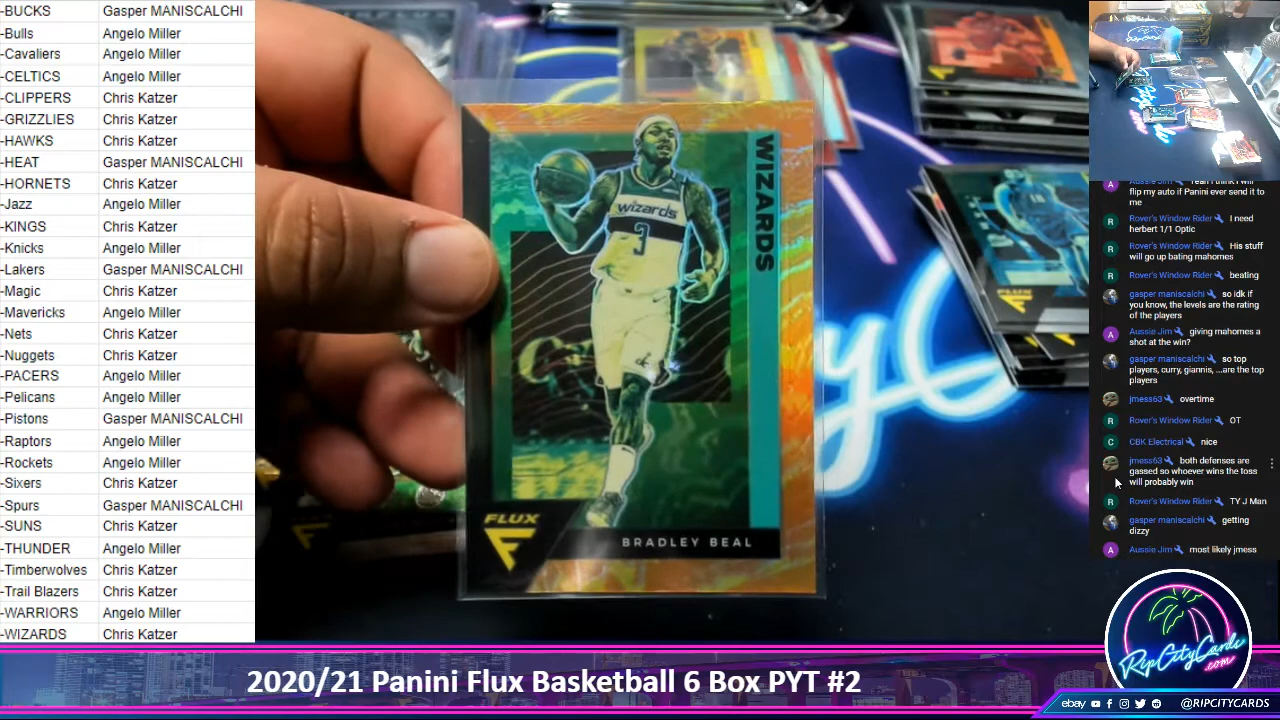 -BUCKS Gasper MANISCALCHI
-Bulls Angelo Miller
-Cavaliers Angelo Miller
-CELTICS Angelo Miller
-CLIPPERS Chris Katzer
-GRIZZLIES Chris Katzer
-HAWKS Chris Katzer
-HEAT Gasper MANISCALCHI
-HORNETS Chris Katzer
-Jazz Angelo Miller
-KINGS Chris Katzer
-Knicks Angelo Miller
-Lakers Gasper MANISCALCHI
-Magic Chris Katzer
-Mavericks Angelo Miller
-Nets Chris Katzer
-Nuggets Chris Katzer
-PACERS Angelo Miller
-Pelicans Angelo Miller
-Pistons Gasper MANISCALCHI
-Raptors Angelo Miller
-Rockets Angelo Miller
-Sixers Chris Katzer
-Spurs Gasper MANISCALCHI
-SUNS Chris Katzer
-THUNDER Angelo Miller
-Timberwolves Chris Katzer
-Trail Blazers Chris Katzer
-WARRIORS Angelo Miller
-WIZARDS Chris Katzer
WIZARDS
wizards
3
FLUX
BRADLEY BEAL
FLUX
yC
A Aussie Jim Yeah I think I will
flip my auto if Panini ever send it to
me
R Rover's Window Rider I need
herbert 1/1 Optic
R Rover's Window Rider His stuff
will go up bating mahomes
R Rover's Window Rider beating
gasper maniscalchi so idk if
you know, the levels are the rating
of the players
A Aussie Jim giving mahomes a
shot at the win?
gasper maniscalchi so top
players, curry, giannis, ...are the top
players
jmess63 overtime
R Rover's Window Rider OT
C CBK Electrical nice
jmess63 both defenses are
gassed so whoever wins the toss
will probably win
R Rover's Window Rider TY J Man
gasper maniscalchi getting
dizzy
A Aussie Jim most likely jmess
RipCityCards
.com
2020/21 Panini Flux Basketball 6 Box PYT #2
ebay @RIPCITYCARDS